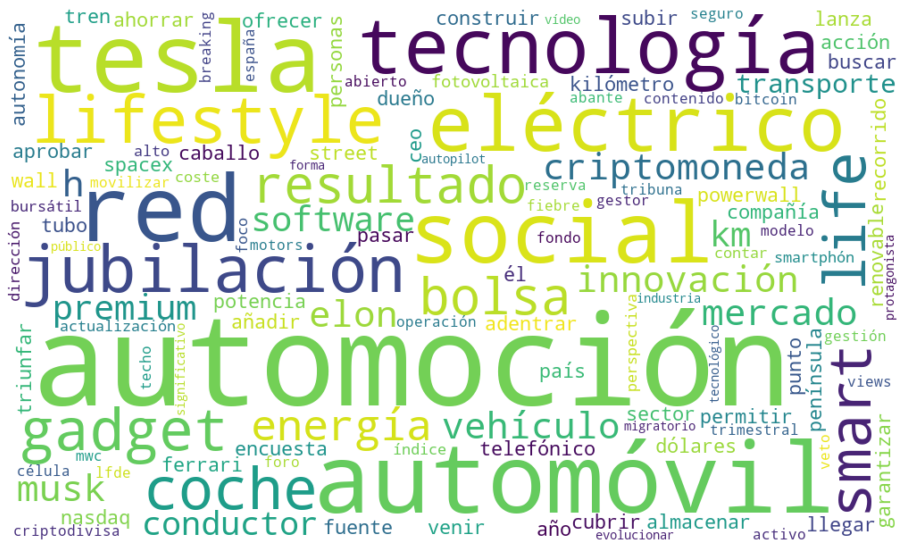 tren ahorrar
construir
vídeo
subir
seguro
lanza
ofrecer
autonomía
tesla
breaking
españa
personas
tecnología
acción
buscar
abierto
fotovoltaica
kilómetro
transporte
dueño
abante
contenido
bitcoin
lifestyle
eléctrico
recorrido
aprobar
alto
caballo
street
ceo
autopilot
criptomoneda
life
spacex
forma
wall
h
movilizar
coste
resultado
reserva
tribuna
powerwall
renovable
bursátil
red
software
social
fiebre
gestor
compañía
tubo
foco
motors
pasar
km
modelo
fondo
público
él
contar
smartphón
protagonista
dirección
jubilación
bolsa
innovación
premium
potencia
elon
industria
mercado
actualización
añadir
operación
adentrar
gestión
triunfar
techo
significativo
automoción
país
perspectiva
tecnológico
punto
península
smart
views
gadget
energía
vehículo
sector
permitir
migratorio
trimestral
encuesta
índice
telefónico
dólares
veto
garantizar
célula
mwc
lfde
ferrari
foro
automóvil
musk
coche
nasdaq
conductor
fuente
venir
año
cubrir
almacenar
llegar
criptodivisa
evolucionar
activo